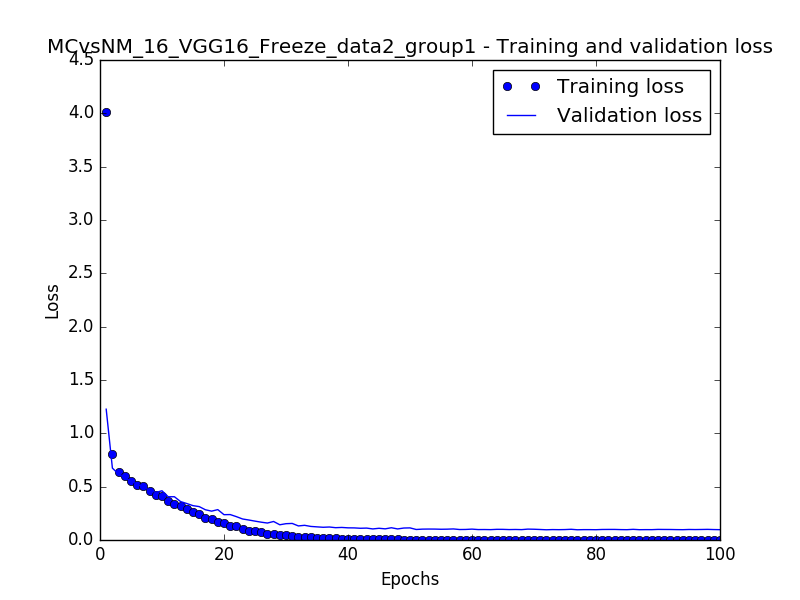 MCvsNM_16_VGG16_Freeze_data2_group1 - Training and validation loss
4.5
4.0
3.5
3.0
2.5
2.0
1.5
1.0
0.5
0.0
Loss
Training loss
Validation loss
0 20 40 60 80 100
Epochs